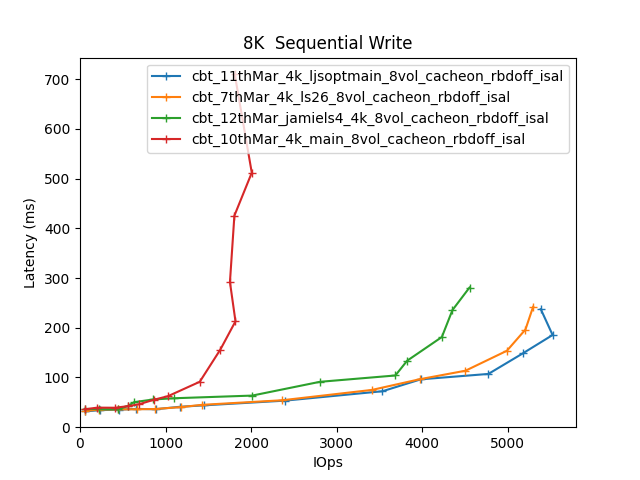 8K  Sequential Write
cbt_11thMar_4k_ljsoptmain_8vol_cacheon_rbdoff_isal
cbt_7thMar_4k_ls26_8vol_cacheon_rbdoff_isal
cbt_12thMar_jamiels4_4k_8vol_cacheon_rbdoff_isal
cbt_10thMar_4k_main_8vol_cacheon_rbdoff_isal
Latency (ms)
700
600
500
400
300
200
100
0
0 1000 2000 3000 4000 5000
IOps